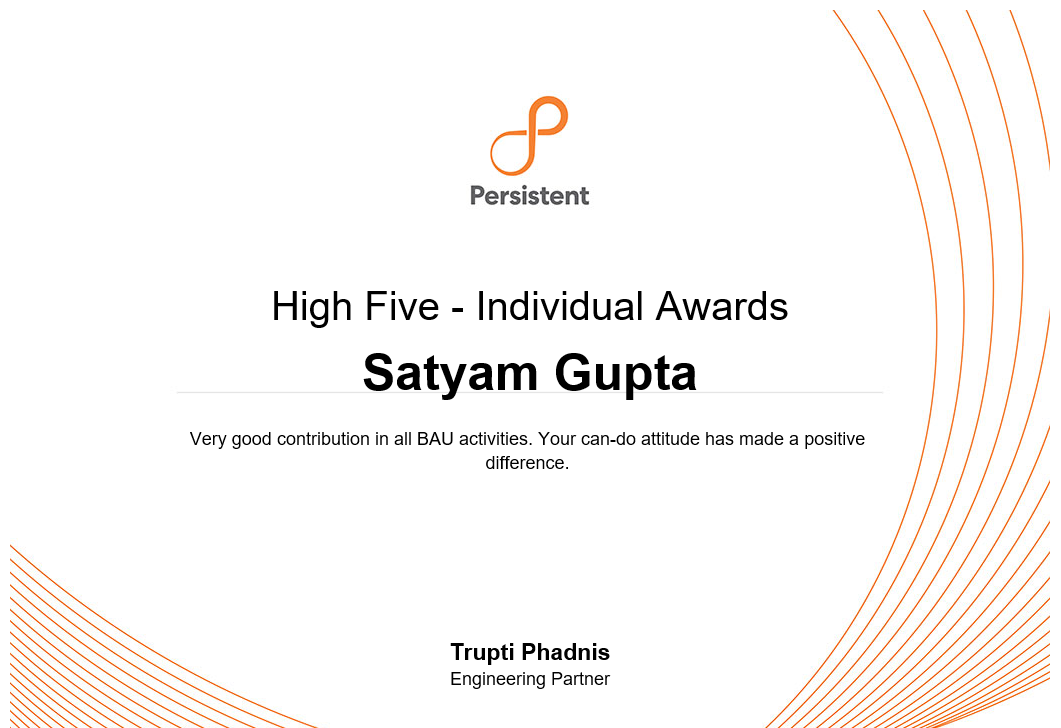 Persistent
High Five - Individual Awards
Satyam Gupta
Very good contribution in all BAU activities. Your can-do attitude has made a positive
difference.
Trupti Phadnis
Engineering Partner